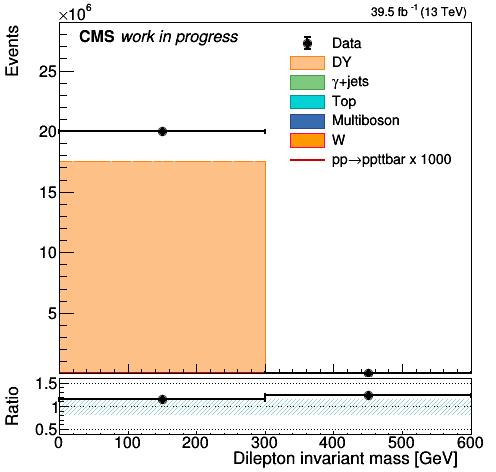 ×10⁶
39.5 fb⁻¹ (13 TeV)
CMS work in progress
Events
25
20
15
10
5
Data
DY
γ+jets
Top
Multiboson
W
pp→ppttbar x 1000
Ratio
1.5
1
0.5
0 100 200 300 400 500 600
Dilepton invariant mass [GeV]